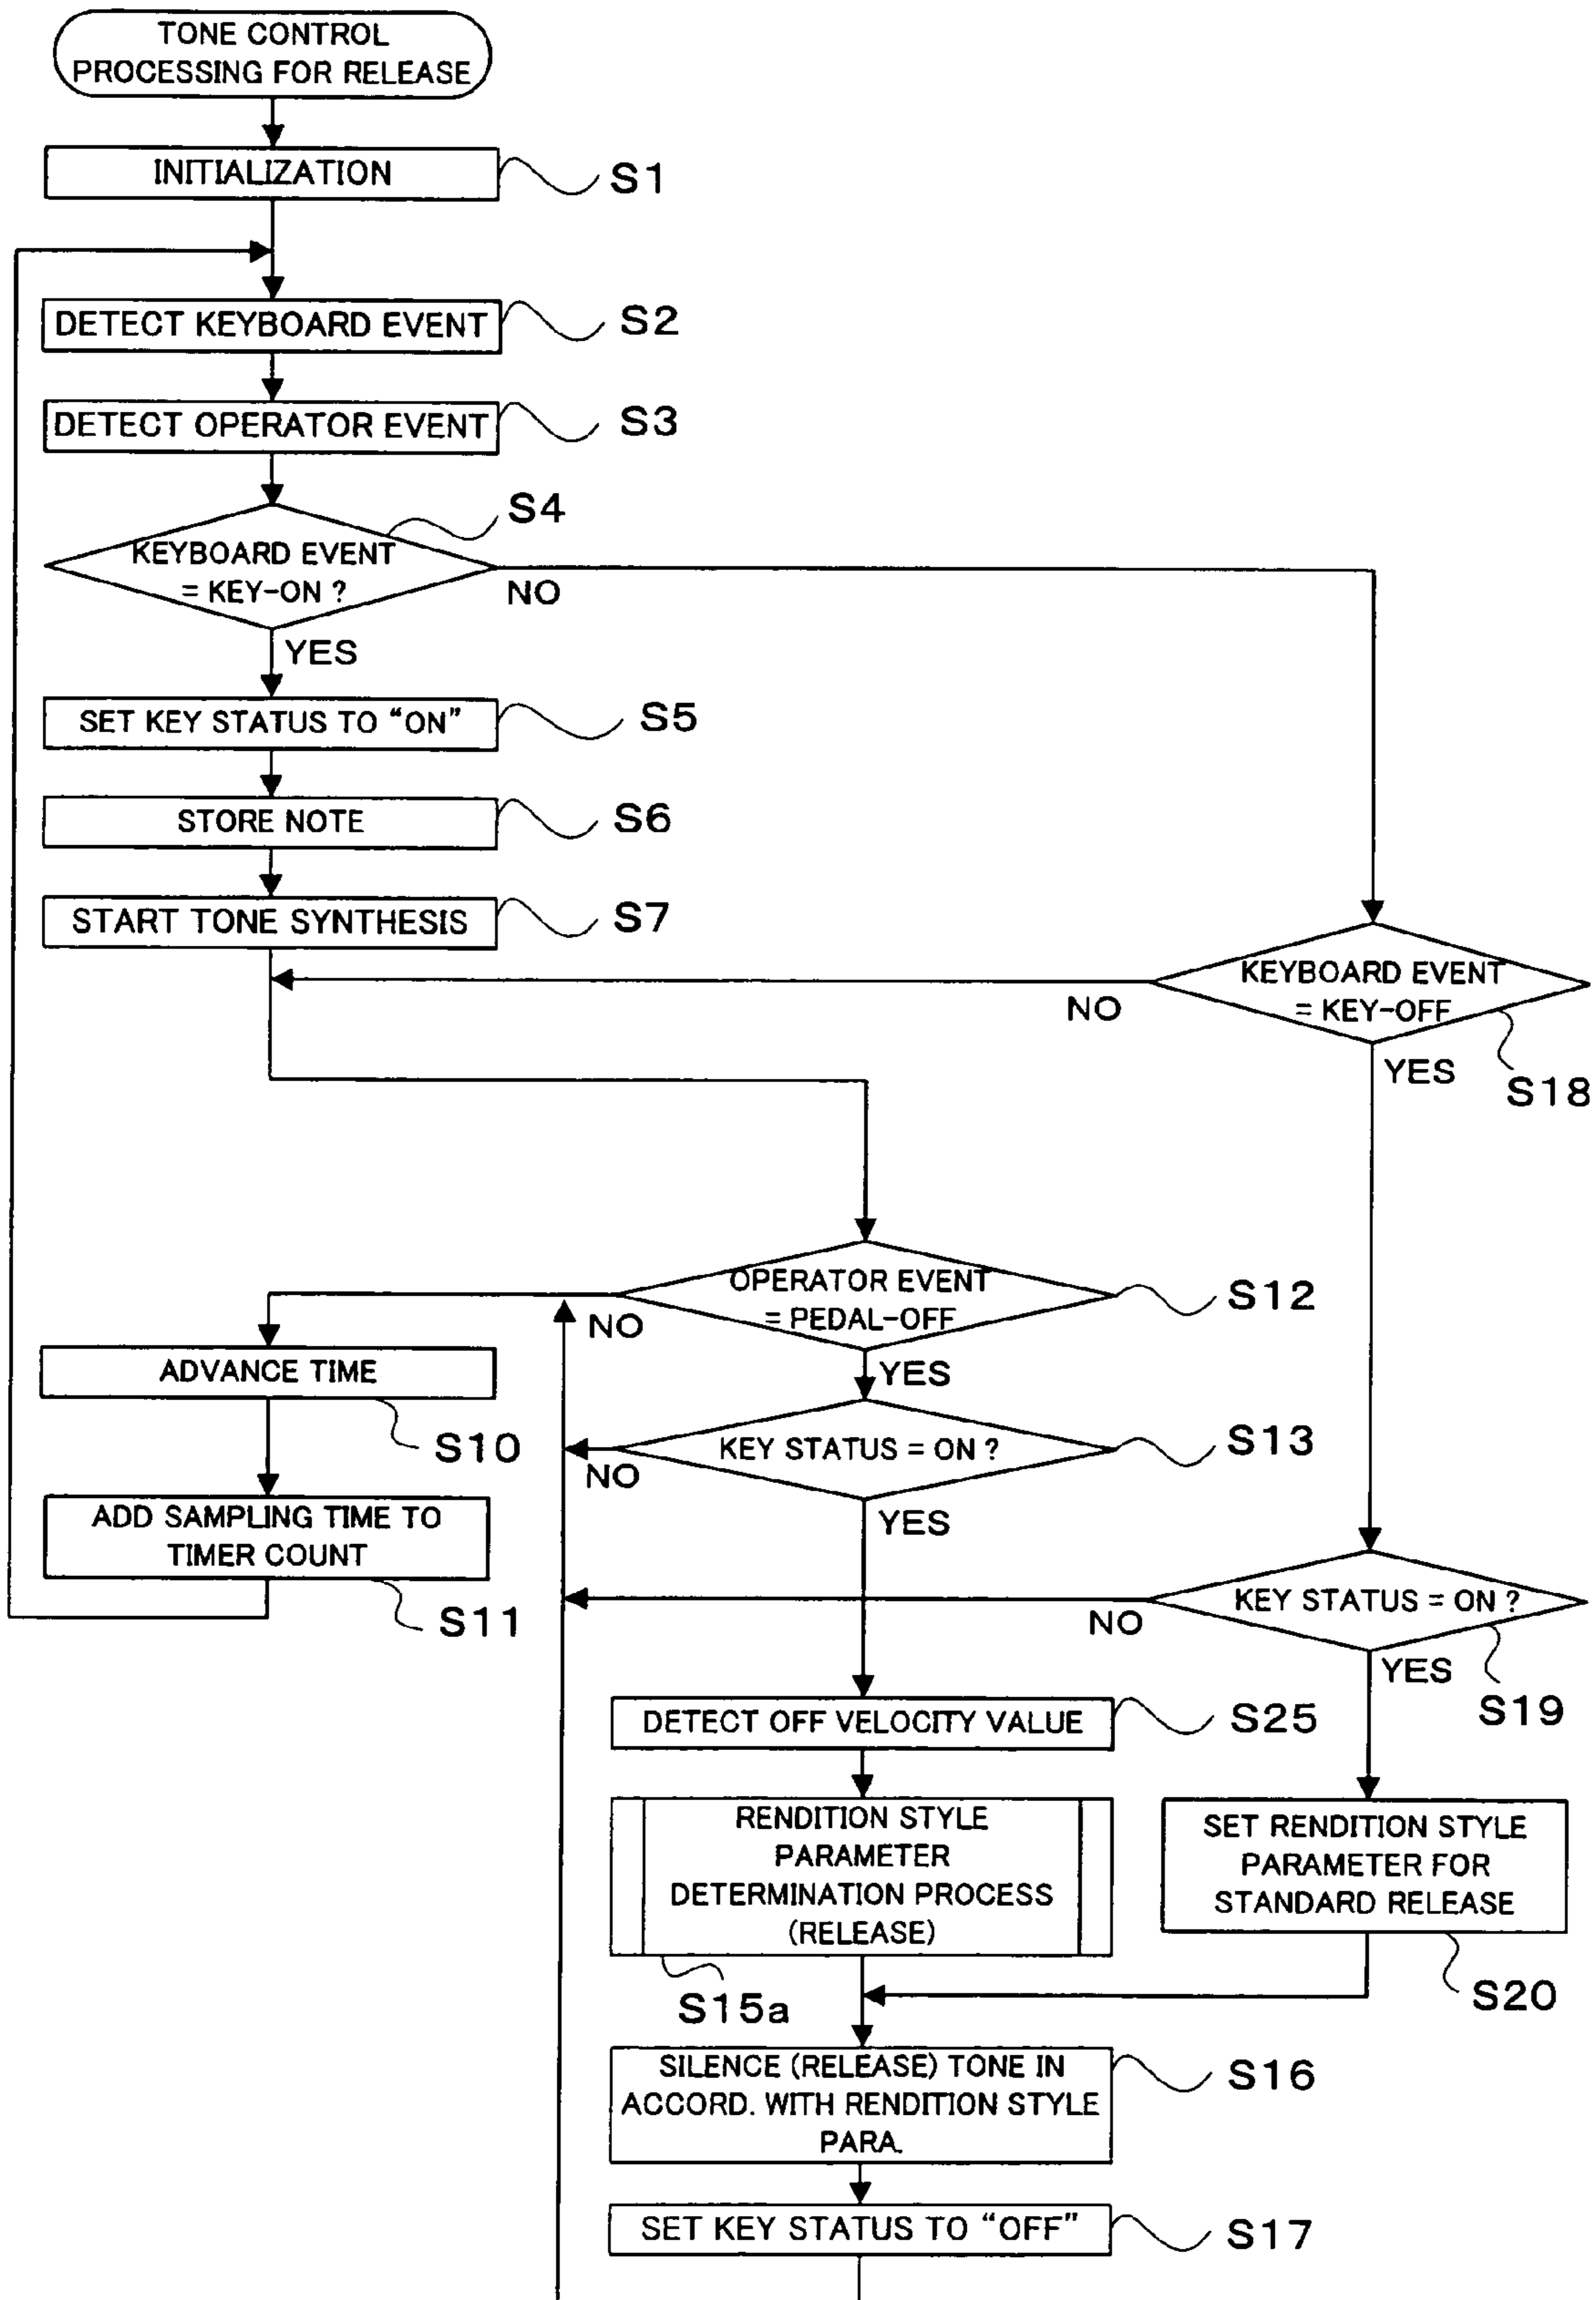 TONE CONTROL
PROCESSING FOR RELEASE
INITIALIZATION
S1
DETECT KEYBOARD EVENT
S2
DETECT OPERATOR EVENT
S3
S4
KEYBOARD EVENT
= KEY-ON ?
NO
YES
SET KEY STATUS TO “ON”
S5
STORE NOTE
S6
START TONE SYNTHESIS
S7
KEYBOARD EVENT
= KEY-OFF
NO
YES
S18
OPERATOR EVENT
= PEDAL-OFF
S12
NO
YES
ADVANCE TIME
S10
KEY STATUS = ON ?
S13
NO
YES
ADD SAMPLING TIME TO
TIMER COUNT
S11
KEY STATUS = ON ?
NO
YES
S19
DETECT OFF VELOCITY VALUE
S25
RENDITION STYLE
PARAMETER
DETERMINATION PROCESS
(RELEASE)
S15a
SET RENDITION STYLE
PARAMETER FOR
STANDARD RELEASE
S20
SILENCE (RELEASE) TONE IN
ACCORD. WITH RENDITION STYLE
PARA.
S16
SET KEY STATUS TO “OFF”
S17